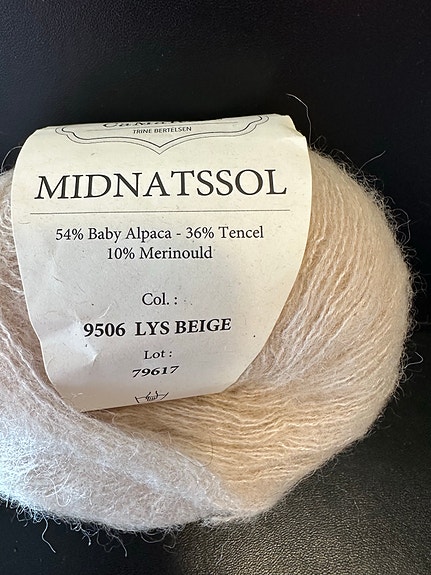 TRINE BERTELSEN
MIDNATSSOL
54% Baby Alpaca - 36% Tencel
10% Merinould
Col. :
9506 LYS BEIGE
Lot :
79617